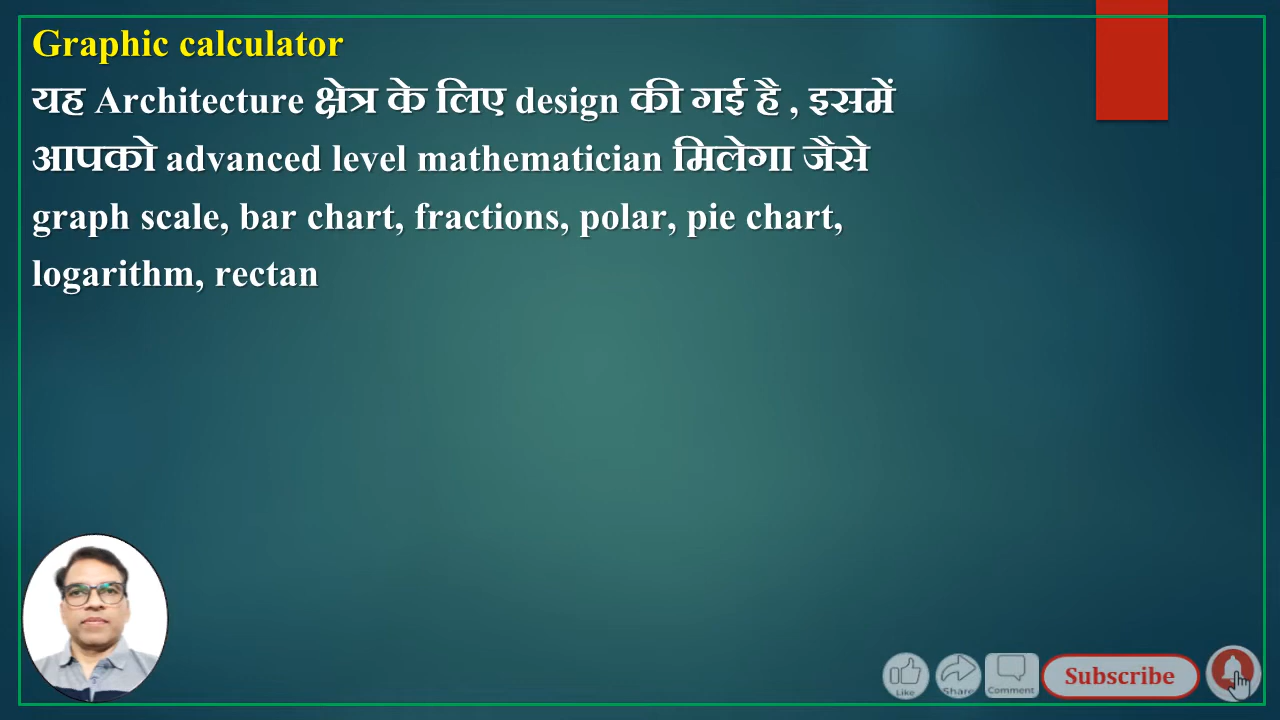 Graphic calculator
यह Architecture क्षेत्र के लिए design की गई है , इसमें
आपको advanced level mathematician मिलेगा जैसे
graph scale, bar chart, fractions, polar, pie chart,
logarithm, rectan
Like
Share
Comment
Subscribe